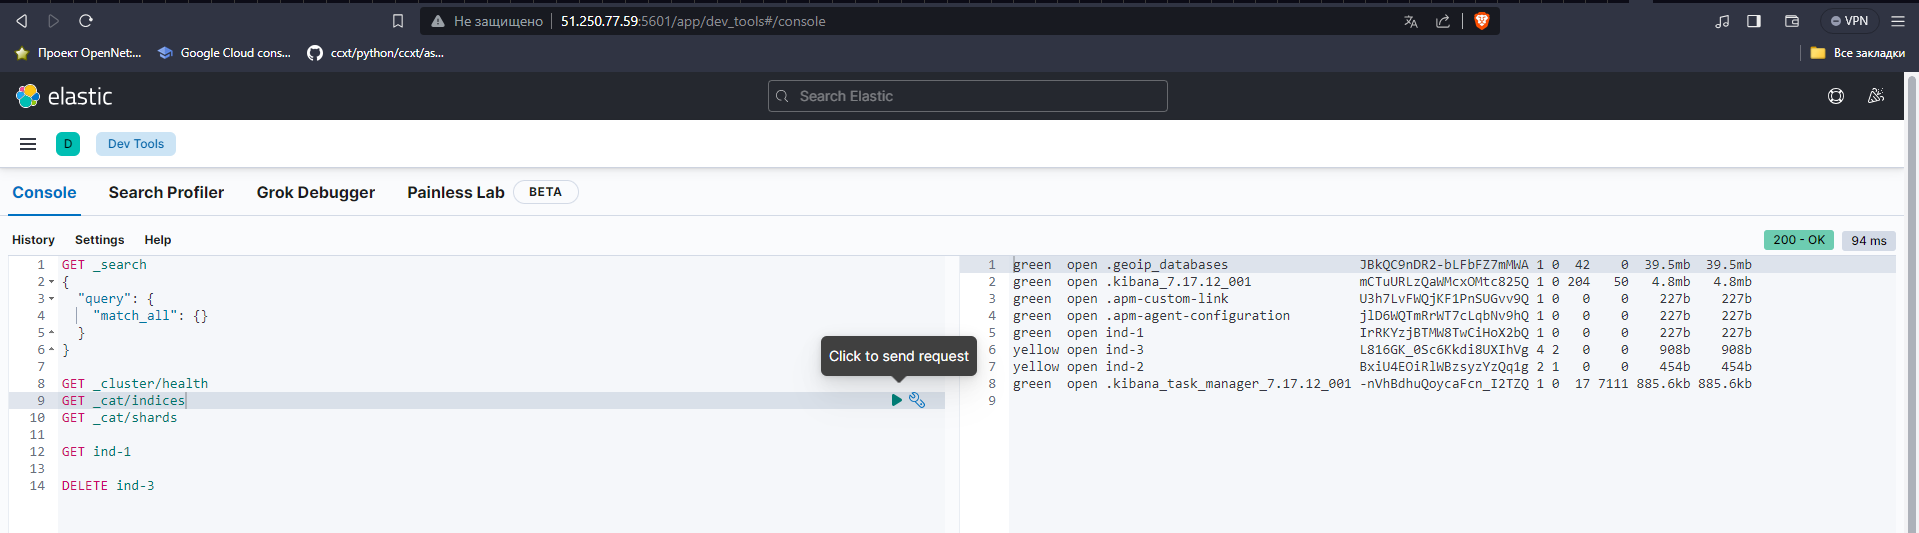 Не защищено 51.250.77.59:5601/app/dev_tools#/console
VPN
Проект OpenNet:... Google Cloud cons... ccxt/python/ccxt/as... Все закладки
elastic Search Elastic
D Dev Tools
Console Search Profiler Grok Debugger Painless Lab BETA
History Settings Help 200 - OK 94 ms
1 GET _search
2 {
3 "query": {
4 "match_all": {}
5 }
6 }
7
8 GET _cluster/health
9 GET _cat/indices
10 GET _cat/shards
11
12 GET ind-1
13
14 DELETE ind-3
Click to send request
1 green open .geoip_databases JBkQC9nDR2-bLFbFZ7mMWA 1 0 42 0 39.5mb 39.5mb
2 green open .kibana_7.17.12_001 mCTuURLzQaWMcxOMtc825Q 1 0 204 50 4.8mb 4.8mb
3 green open .apm-custom-link U3h7LvFWQjKF1PnSUGvv9Q 1 0 0 0 227b 227b
4 green open .apm-agent-configuration jlD6WQTmRrWT7cLqbNv9hQ 1 0 0 0 227b 227b
5 green open ind-1 IrRKYzjBTMW8TwCiHoX2bQ 1 0 0 0 227b 227b
6 yellow open ind-3 L816GK_0Sc6Kkdi8UXIhVg 4 2 0 0 908b 908b
7 yellow open ind-2 BxiU4EOiRlWBzsyzYzQq1g 2 1 0 0 454b 454b
8 green open .kibana_task_manager_7.17.12_001 -nVhBdhuQoycaFcn_I2TZQ 1 0 17 7111 885.6kb 885.6kb
9